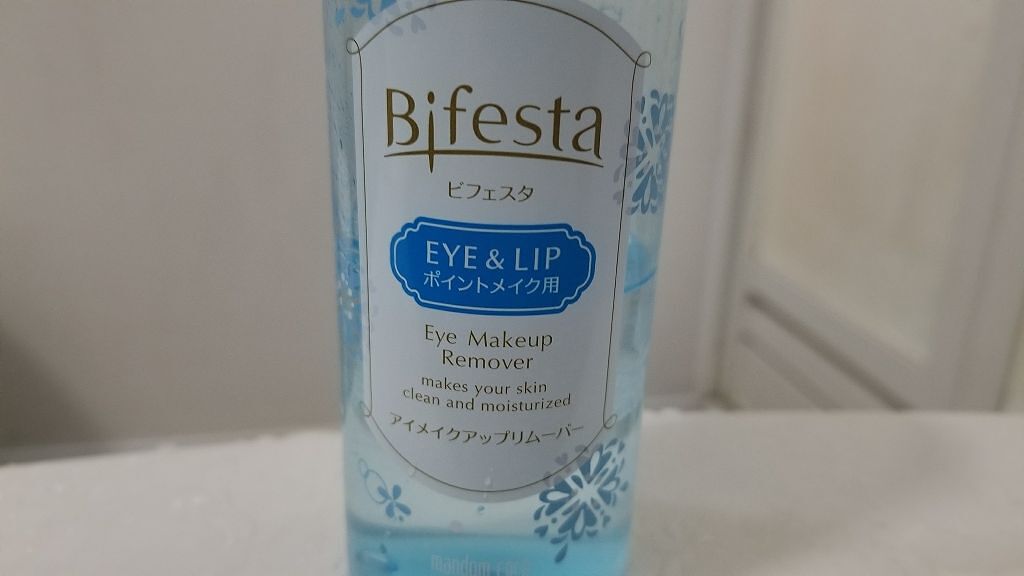 Bifesta
ビフェスタ
EYE & LIP
ポイントメイク用
Eye Makeup
Remover
makes your skin
clean and moisturized
アイメイクアップリムーバー
mandom